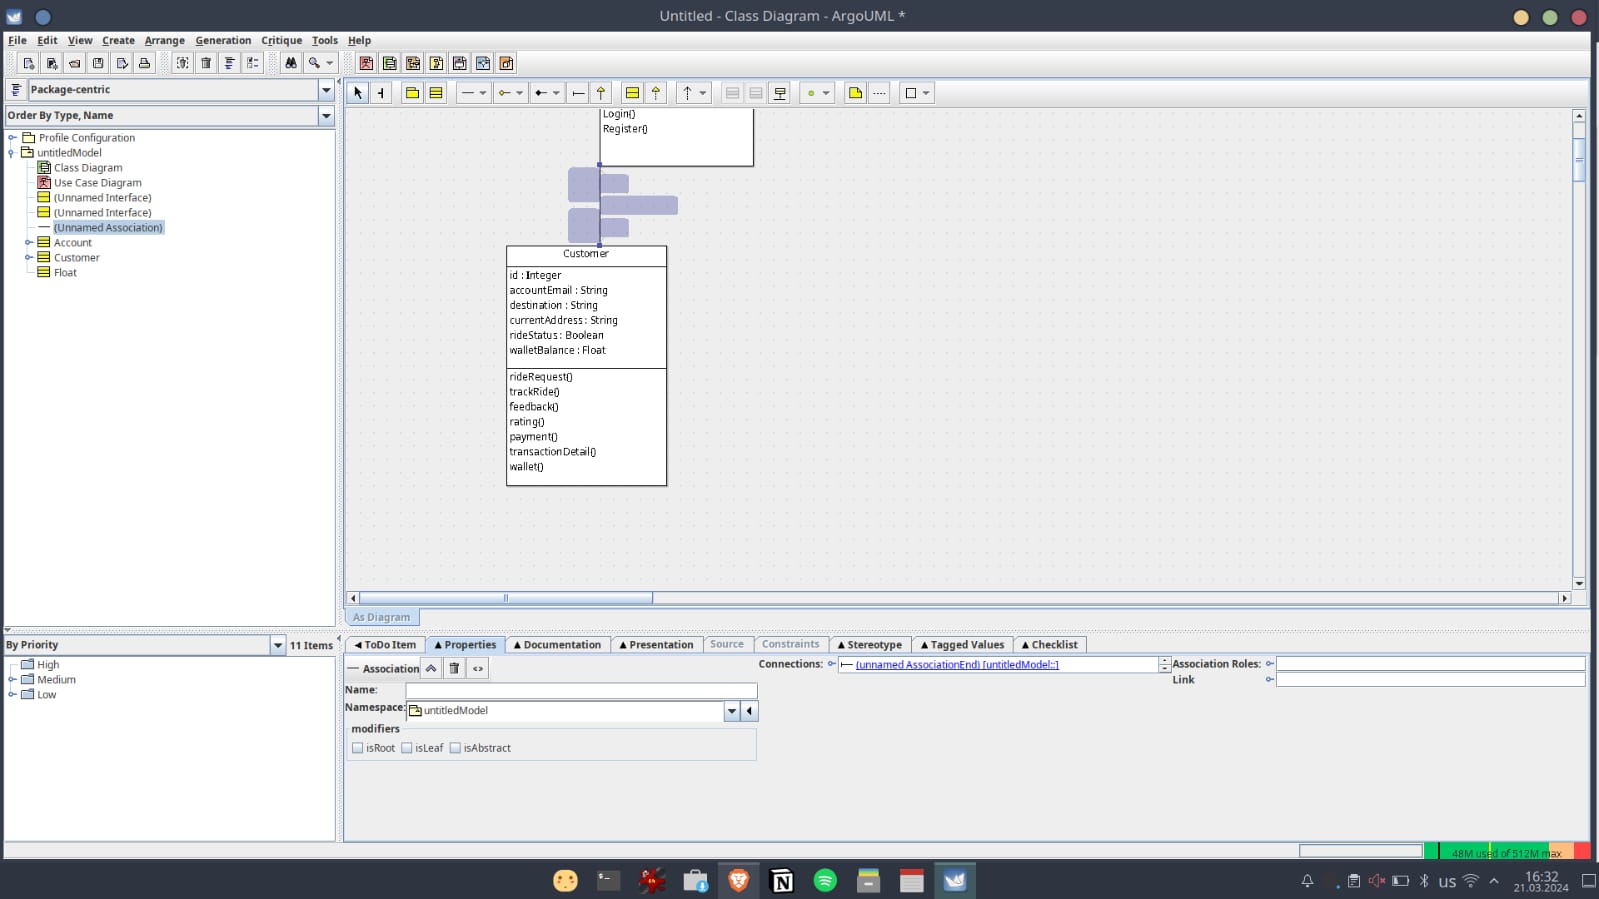 Untitled - Class Diagram - ArgoUML *
File Edit View Create Arrange Generation Critique Tools Help
Package-centric
Order By Type, Name
Profile Configuration
untitledModel
Class Diagram
Use Case Diagram
(Unnamed Interface)
(Unnamed Interface)
(Unnamed Association)
Account
Customer
Float
Login()
Register()
Customer
id : Integer
accountEmail : String
destination : String
currentAddress : String
rideStatus : Boolean
walletBalance : Float
rideRequest()
trackRide()
feedback()
rating()
payment()
transactionDetail()
wallet()
As Diagram
By Priority 11 Items
High
Medium
Low
ToDo Item Properties Documentation Presentation Source Constraints Stereotype Tagged Values Checklist
Association
Name:
Namespace: untitledModel
modifiers
isRoot isLeaf isAbstract
Connections: (unnamed AssociationEnd) [untitledModel::]
Association Roles:
Link
48M used of 512M max
us
16:32
21.03.2024